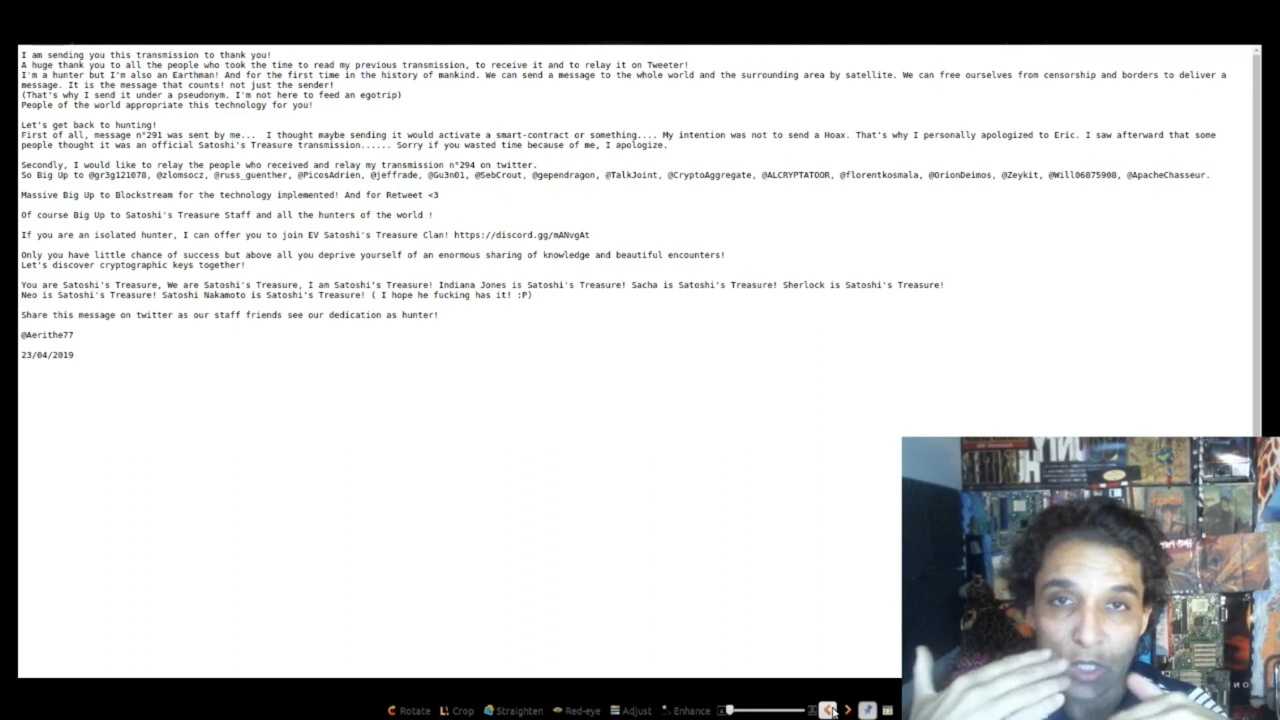 I am sending you this transmission to thank you!
A huge thank you to all the people who took the time to read my previous transmission, to receive it and to relay it on Tweeter!
I'm a hunter but I'm also an Earthman! And for the first time in the history of mankind. We can send a message to the whole world and the surrounding area by satellite. We can free ourselves from censorship and borders to deliver a
message. It is the message that counts! not just the sender!
(That's why I send it under a pseudonym. I'm not here to feed an egotrip)
People of the world appropriate this technology for you!
Let's get back to hunting!
First of all, message n°291 was sent by me...  I thought maybe sending it would activate a smart-contract or something.... My intention was not to send a Hoax. That's why I personally apologized to Eric. I saw afterward that some
people thought it was an official Satoshi's Treasure transmission...... Sorry if you wasted time because of me, I apologize.
Secondly, I would like to relay the people who received and relay my transmission n°294 on twitter.
So Big Up to @gr3g121078, @zlomsocz, @russ_guenther, @PicosAdrien, @jeffrade, @Gu3n01, @SebCrout, @gependragon, @TalkJoint, @CryptoAggregate, @ALCRYPTATOOR, @florentkosmala, @OrionDeimos, @Zeykit, @Will06875908, @ApacheChasseur.
Massive Big Up to Blockstream for the technology implemented! And for Retweet <3
Of course Big Up to Satoshi's Treasure Staff and all the hunters of the world !
If you are an isolated hunter, I can offer you to join EV Satoshi's Treasure Clan! https://discord.gg/mANvgAt
Only you have little chance of success but above all you deprive yourself of an enormous sharing of knowledge and beautiful encounters!
Let's discover cryptographic keys together!
You are Satoshi's Treasure, We are Satoshi's Treasure, I am Satoshi's Treasure! Indiana Jones is Satoshi's Treasure! Sacha is Satoshi's Treasure! Sherlock is Satoshi's Treasure!
Neo is Satoshi's Treasure! Satoshi Nakamoto is Satoshi's Treasure! ( I hope he fucking has it! :P)
Share this message on twitter as our staff friends see our dedication as hunter!
@Aerithe77
23/04/2019
Rotate Crop Straighten Red-eye Adjust Enhance